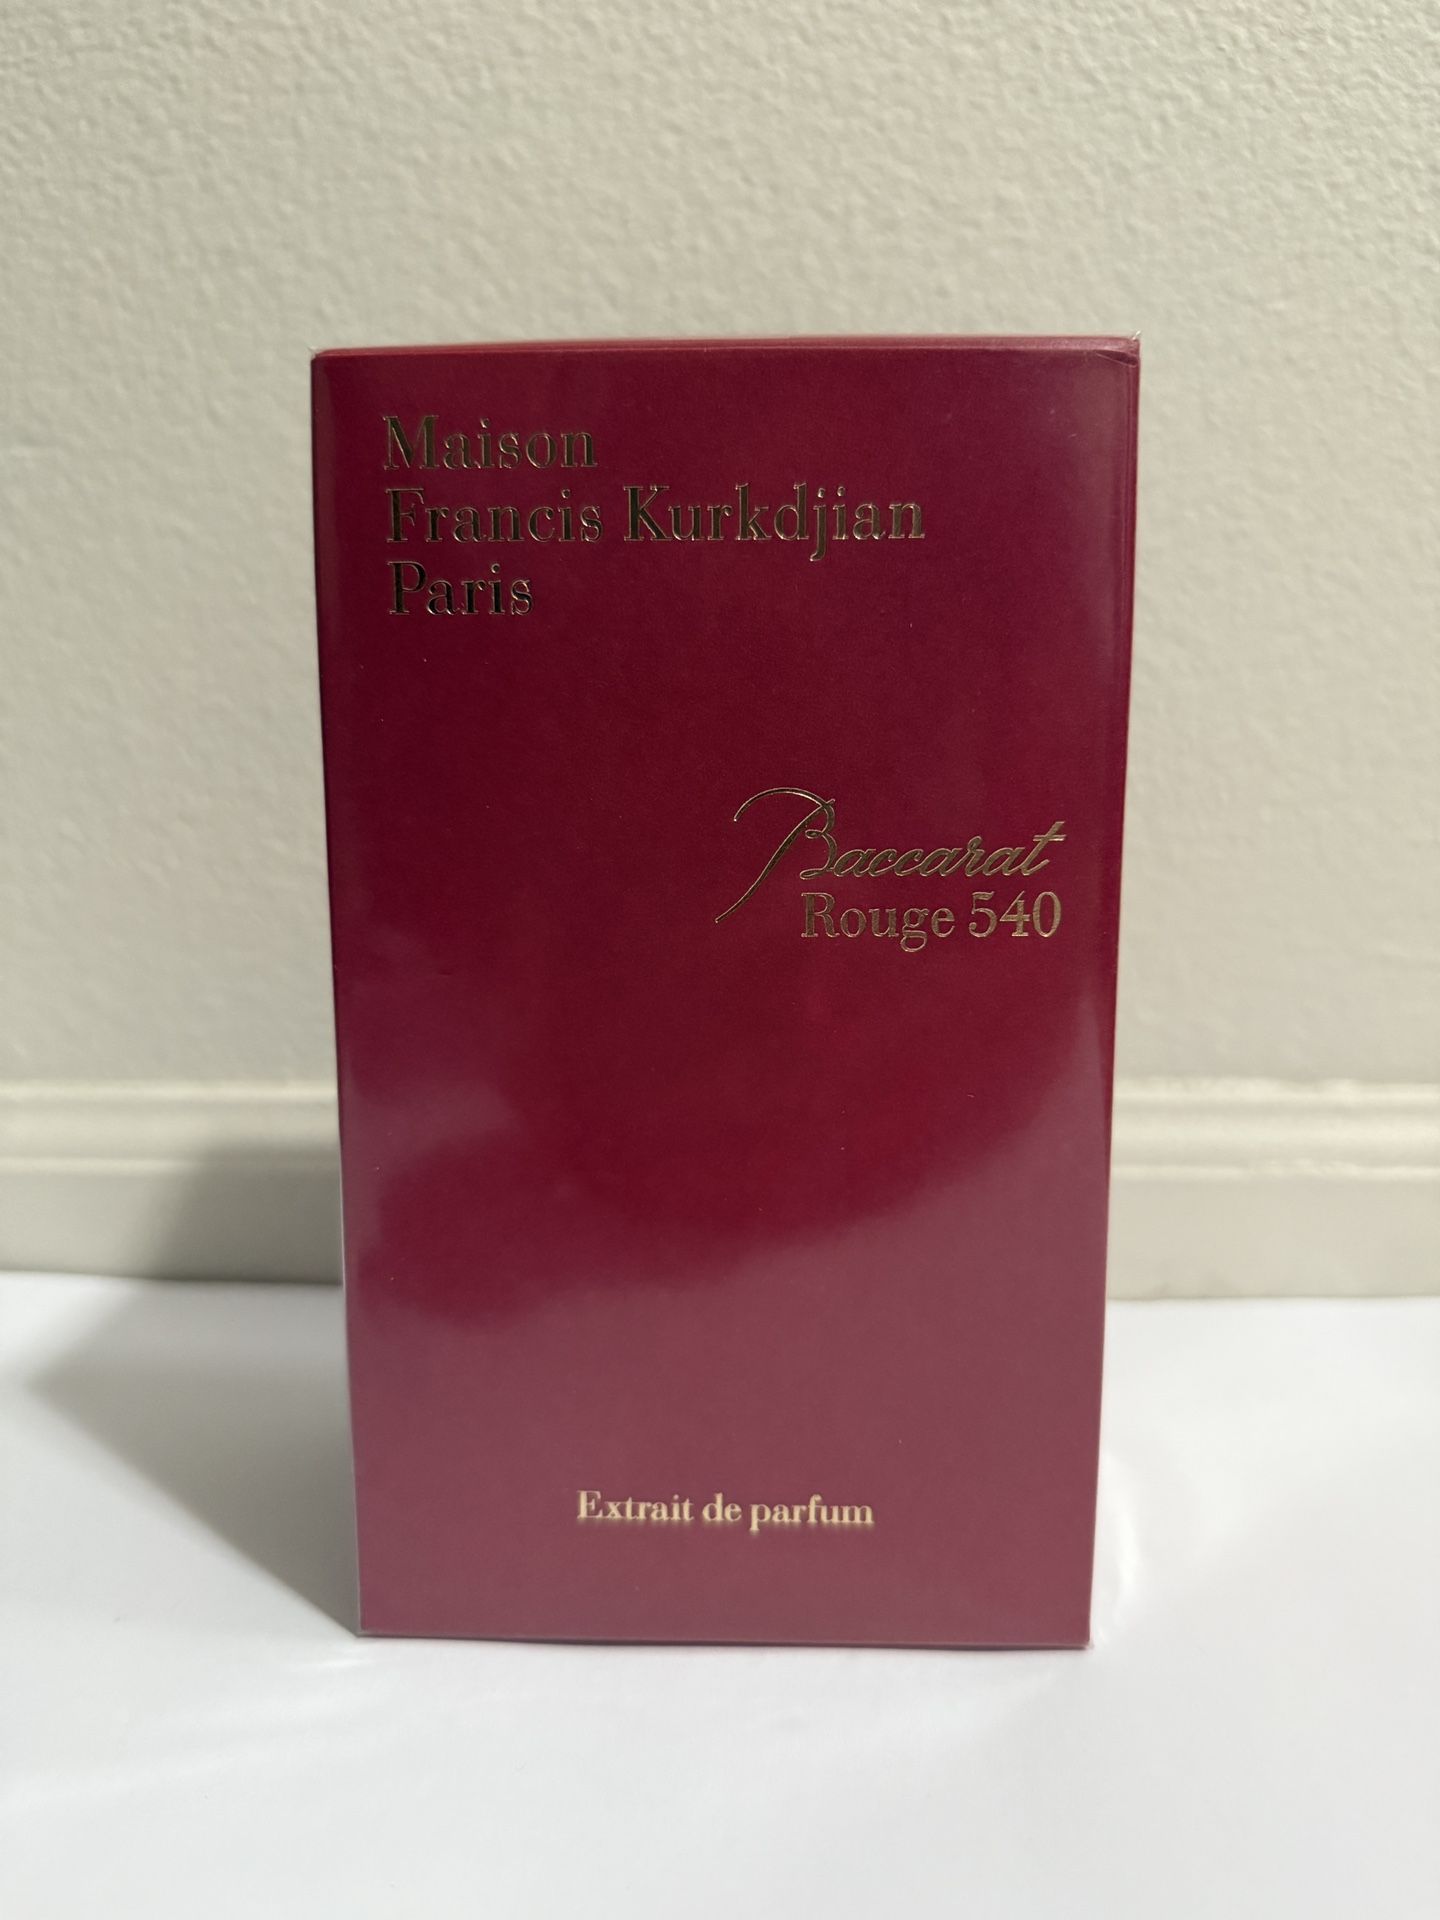 Maison
Francis Kurkdjian
Paris
Baccarat
Rouge 540
Extrait de parfum